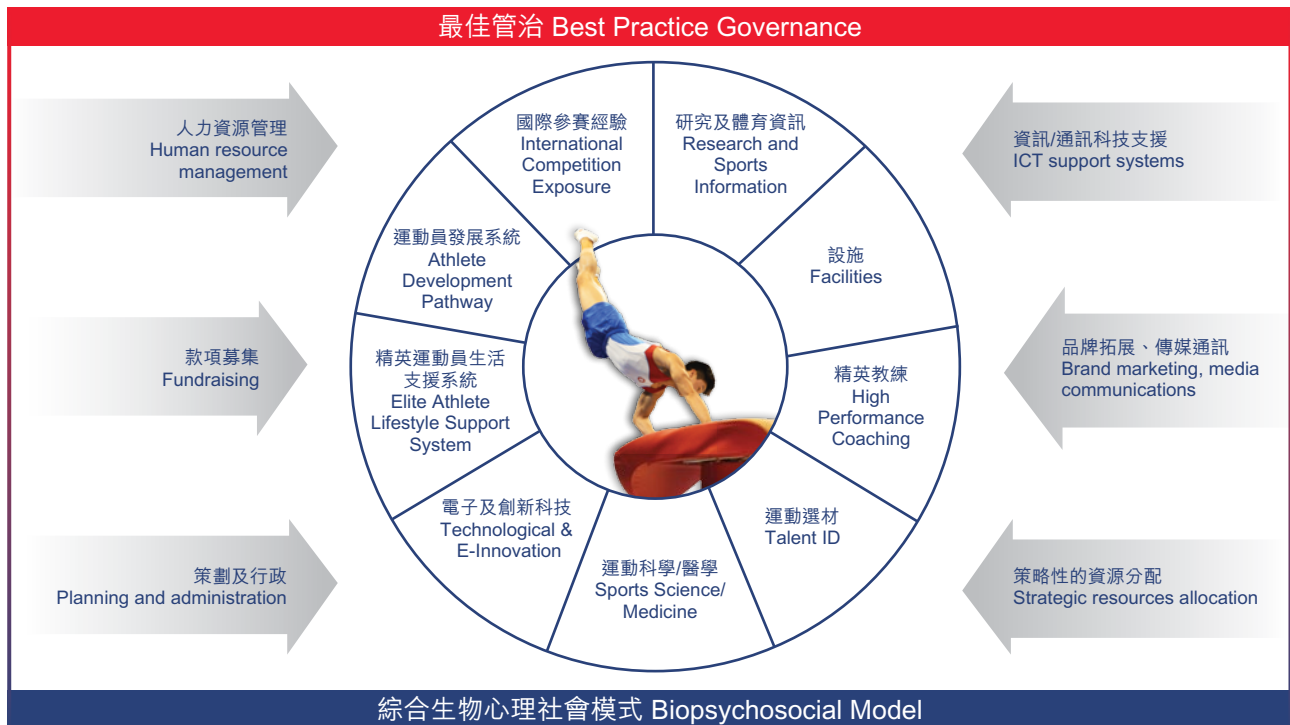 最佳管治 Best Practice Governance
人力資源管理
Human resource
management
款項募集
Fundraising
策劃及行政
Planning and administration
國際參賽經驗
International
Competition
Exposure
研究及體育資訊
Research and
Sports
Information
設施
Facilities
精英教練
High
Performance
Coaching
運動選材
Talent ID
運動科學/醫學
Sports Science/
Medicine
電子及創新科技
Technological &
E-Innovation
精英運動員生活
支援系統
Elite Athlete
Lifestyle Support
System
運動員發展系統
Athlete
Development
Pathway
資訊/通訊科技支援
ICT support systems
品牌拓展、傳媒通訊
Brand marketing, media
communications
策略性的資源分配
Strategic resources allocation
綜合生物心理社會模式 Biopsychosocial Model